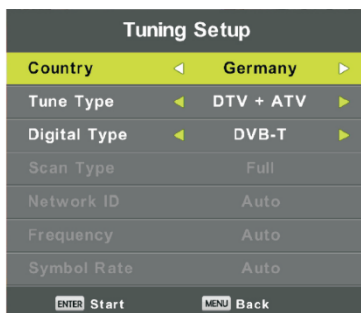 Tuning Setup
Country Germany
Tune Type DTV + ATV
Digital Type DVB-T
Scan Type Full
Network ID Auto
Frequency Auto
Symbol Rate Auto
ENTER Start MENU Back